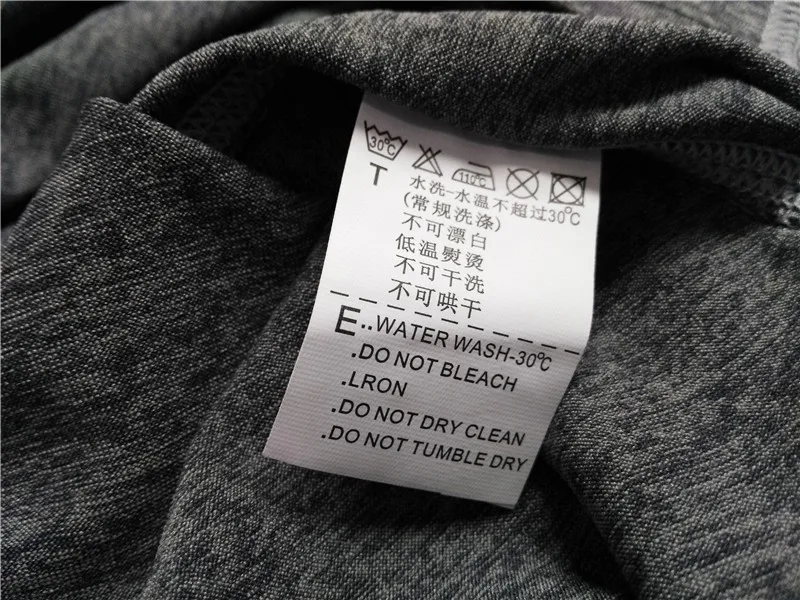 30℃ 110℃
T 水洗-水温不超过30℃
(常规洗涤)
不可漂白
低温熨烫
不可干洗
不可哄干
E..WATER WASH-30℃
.DO NOT BLEACH
.LRON
.DO NOT DRY CLEAN
.DO NOT TUMBLE DRY